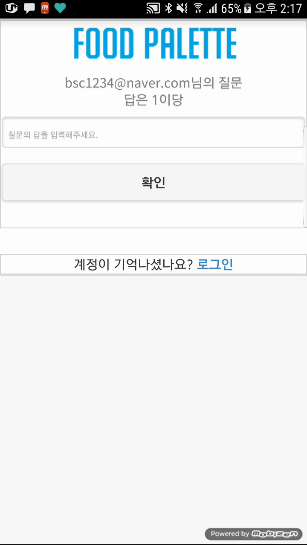 65% 오후 2:17
FOOD PALETTE
bsc1234@naver.com님의 질문
답은 1이당
질문의 답을 입력해주세요.
확인
계정이 기억나셨나요? 로그인
Powered by mobizen